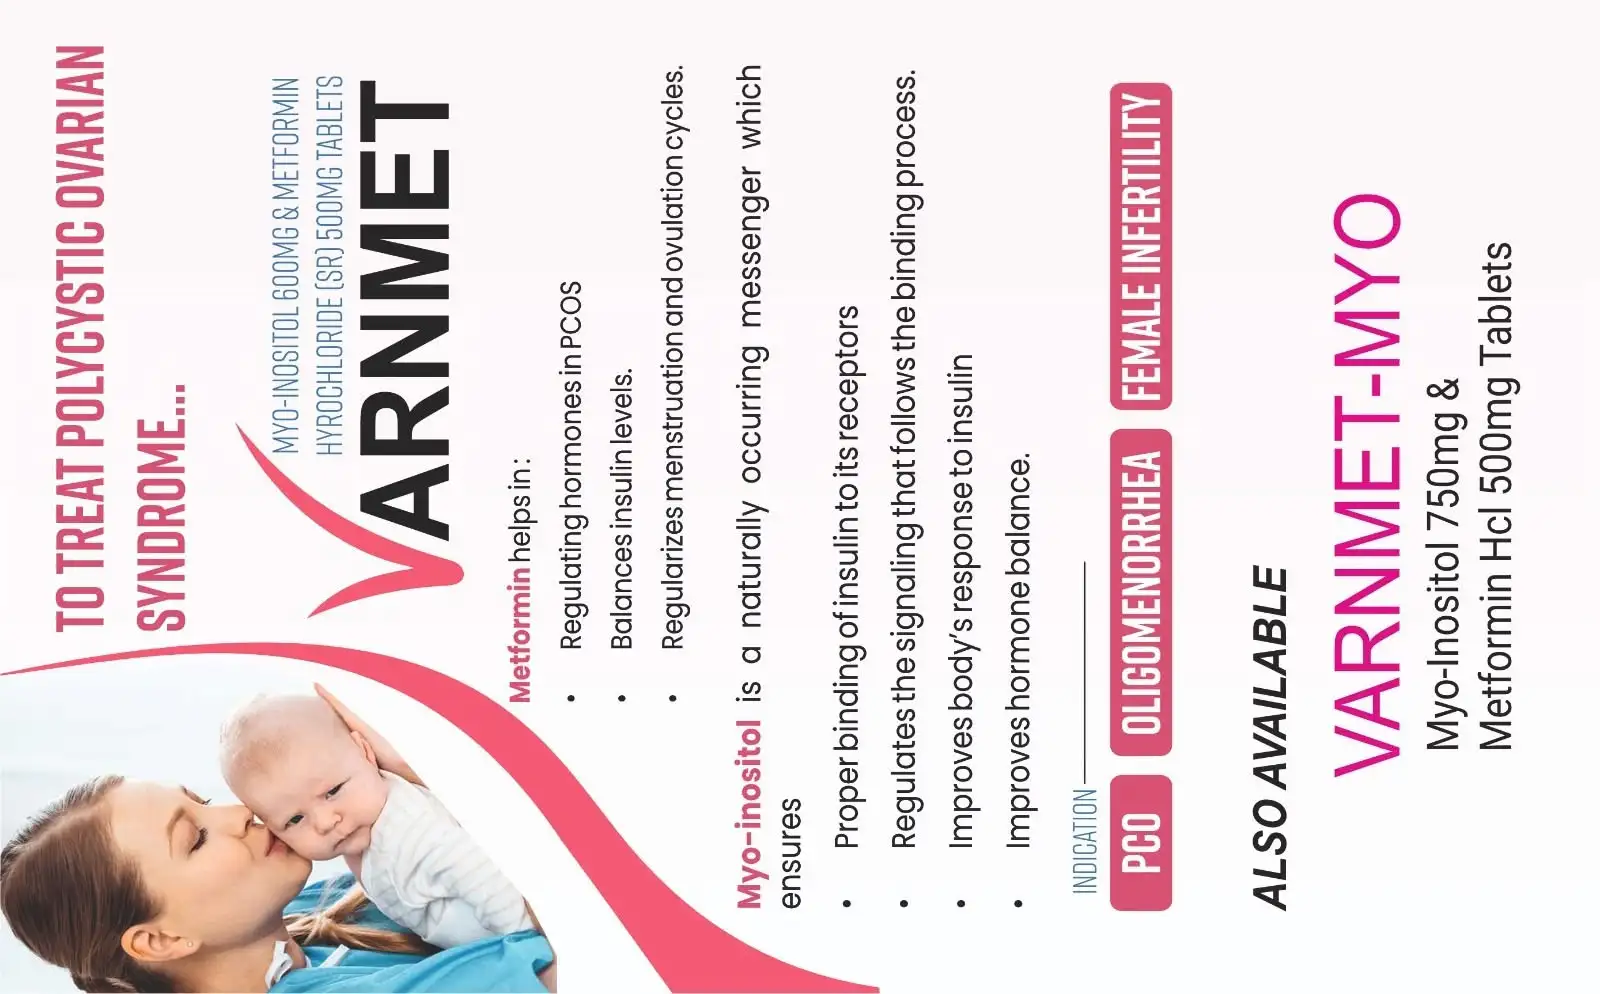 TO TREAT POLYCYSTIC OVARIAN
SYNDROME...
MYO-INOSITOL 600MG & METFORMIN
HYROCHLORIDE (SR) 500MG TABLETS
VARNMET
Metformin helps in :
• Regulating hormones in PCOS
• Balances insulin levels.
• Regularizes menstruation and ovulation cycles.
Myo-inositol is a naturally occurring messenger which
ensures
• Proper binding of insulin to its receptors
• Regulates the signaling that follows the binding process.
• Improves body's response to insulin
• Improves hormone balance.
INDICATION
PCO OLIGOMENORRHEA FEMALE INFERTILITY
ALSO AVAILABLE
VARNMET-MYO
Myo-Inositol 750mg &
Metformin Hcl 500mg Tablets